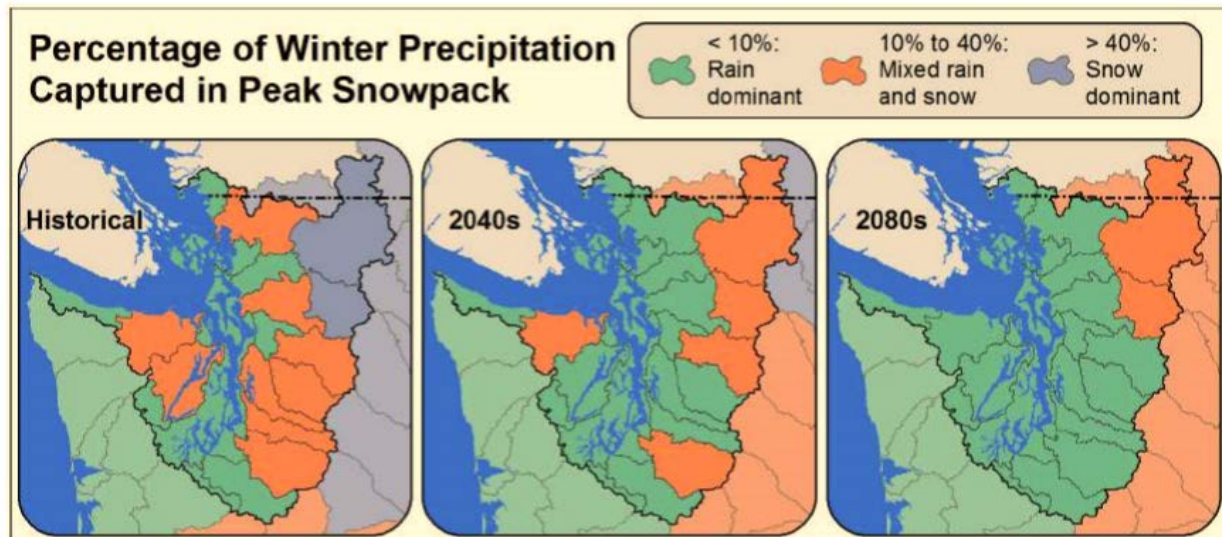 Percentage of Winter Precipitation
Captured in Peak Snowpack
< 10%:
Rain
dominant
10% to 40%:
Mixed rain
and snow
> 40%:
Snow
dominant
Historical
2040s
2080s